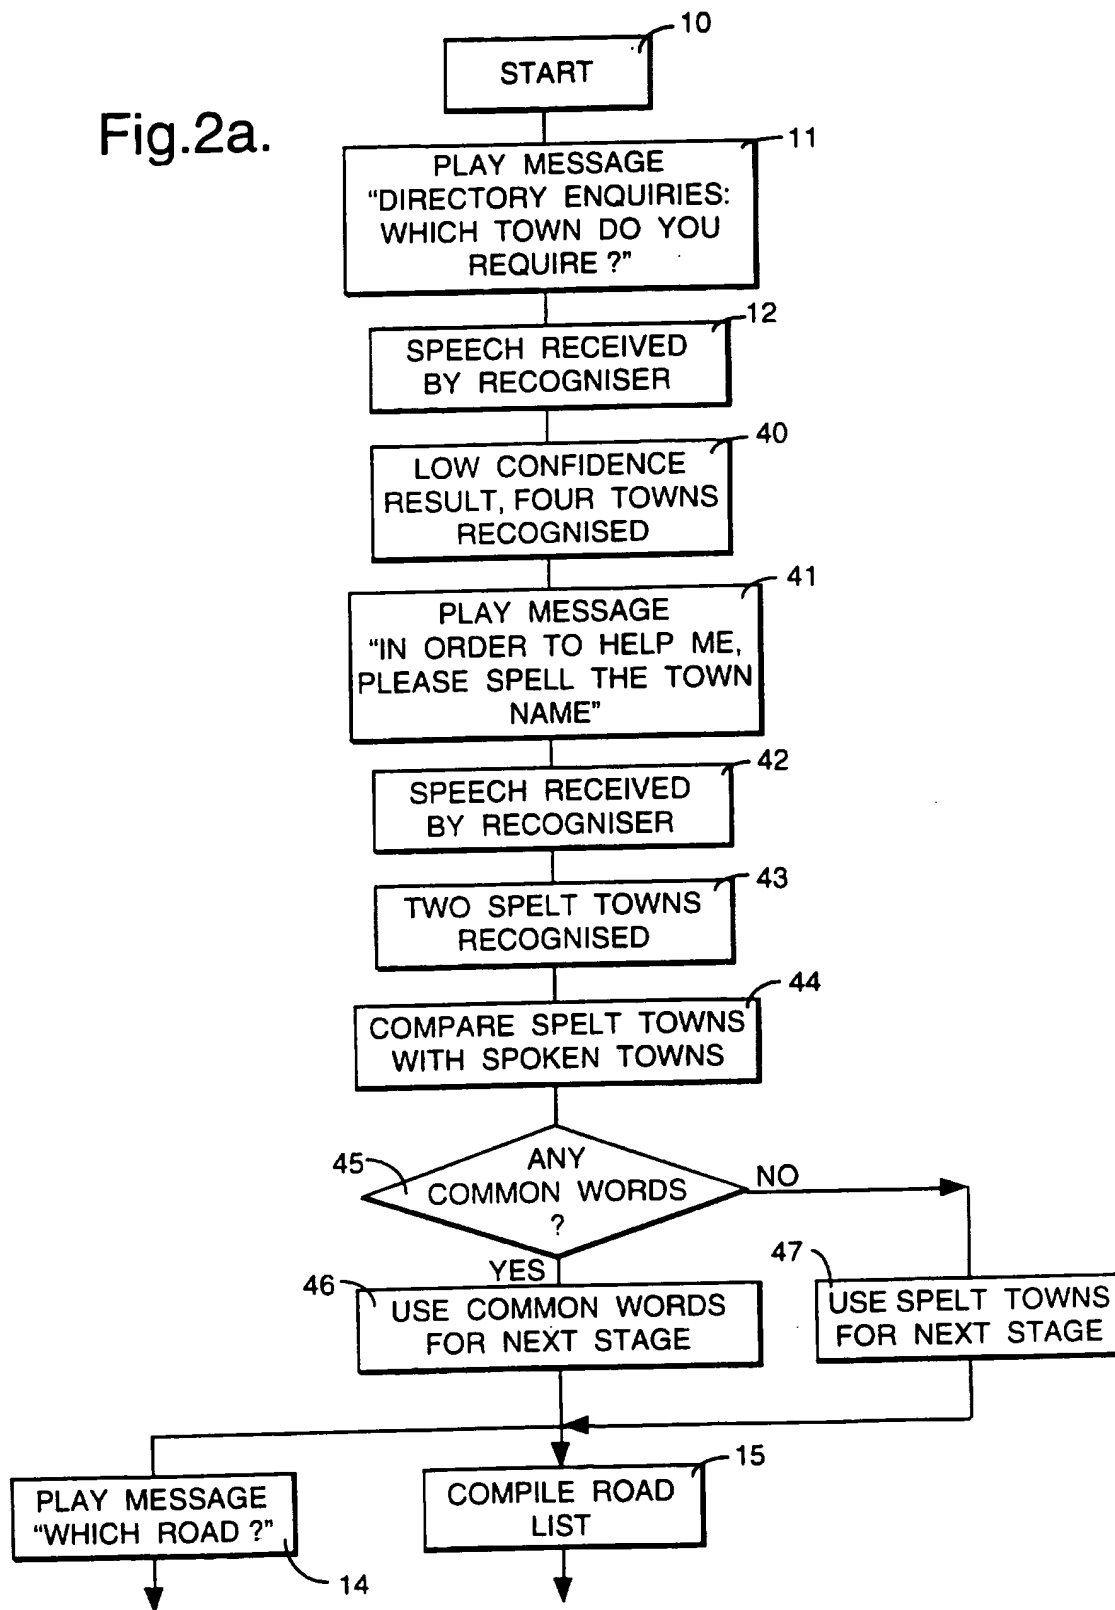 Fig.2a.
10
START
11
PLAY MESSAGE
“DIRECTORY ENQUIRIES:
WHICH TOWN DO YOU
REQUIRE ?”
12
SPEECH RECEIVED
BY RECOGNISER
40
LOW CONFIDENCE
RESULT, FOUR TOWNS
RECOGNISED
41
PLAY MESSAGE
“IN ORDER TO HELP ME,
PLEASE SPELL THE TOWN
NAME”
42
SPEECH RECEIVED
BY RECOGNISER
43
TWO SPELT TOWNS
RECOGNISED
44
COMPARE SPELT TOWNS
WITH SPOKEN TOWNS
45
ANY
COMMON WORDS
?
NO
YES
46
USE COMMON WORDS
FOR NEXT STAGE
47
USE SPELT TOWNS
FOR NEXT STAGE
PLAY MESSAGE
“WHICH ROAD ?”
14
15
COMPILE ROAD
LIST